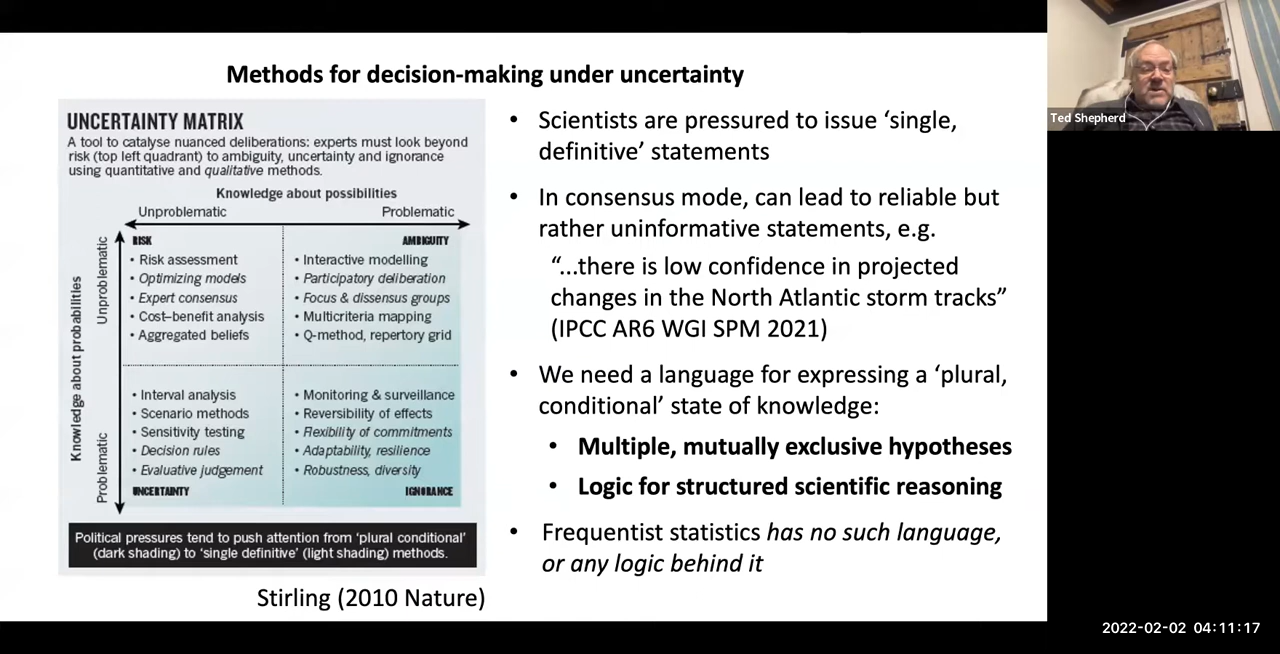 Methods for decision-making under uncertainty
UNCERTAINTY MATRIX
A tool to catalyse nuanced deliberations: experts must look beyond
risk (top left quadrant) to ambiguity, uncertainty and ignorance
using quantitative and qualitative methods.
Knowledge about possibilities
Unproblematic
Problematic
Knowledge about probabilities
Unproblematic
Problematic
RISK
• Risk assessment
• Optimizing models
• Expert consensus
• Cost–benefit analysis
• Aggregated beliefs
AMBIGUITY
• Interactive modelling
• Participatory deliberation
• Focus & dissensus groups
• Multicriteria mapping
• Q-method, repertory grid
• Interval analysis
• Scenario methods
• Sensitivity testing
• Decision rules
• Evaluative judgement
UNCERTAINTY
• Monitoring & surveillance
• Reversibility of effects
• Flexibility of commitments
• Adaptability, resilience
• Robustness, diversity
IGNORANCE
Political pressures tend to push attention from ‘plural conditional’
(dark shading) to ‘single definitive’ (light shading) methods.
Stirling (2010 Nature)
• Scientists are pressured to issue ‘single,
definitive’ statements
• In consensus mode, can lead to reliable but
rather uninformative statements, e.g.
“...there is low confidence in projected
changes in the North Atlantic storm tracks”
(IPCC AR6 WGI SPM 2021)
• We need a language for expressing a ‘plural,
conditional’ state of knowledge:
• Multiple, mutually exclusive hypotheses
• Logic for structured scientific reasoning
• Frequentist statistics has no such language,
or any logic behind it
Ted Shepherd
2022-02-02 04:11:17